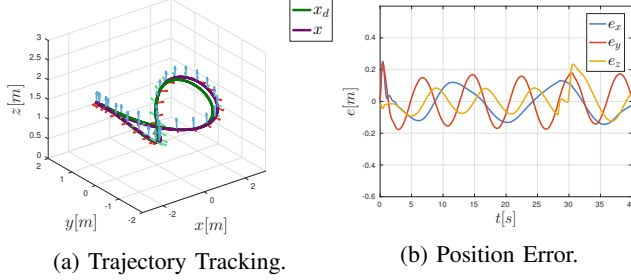 x_d
x
3
2.5
2
1.5
1
0.5
0
z[m]
2
1
0
-1
-2
y[m]
-2
0
2
x[m]
(a) Trajectory Tracking.
e_x
e_y
e_z
0.4
0.2
0
-0.2
-0.4
-0.6
e[m]
0 5 10 15 20 25 30 35 40
t[s]
(b) Position Error.